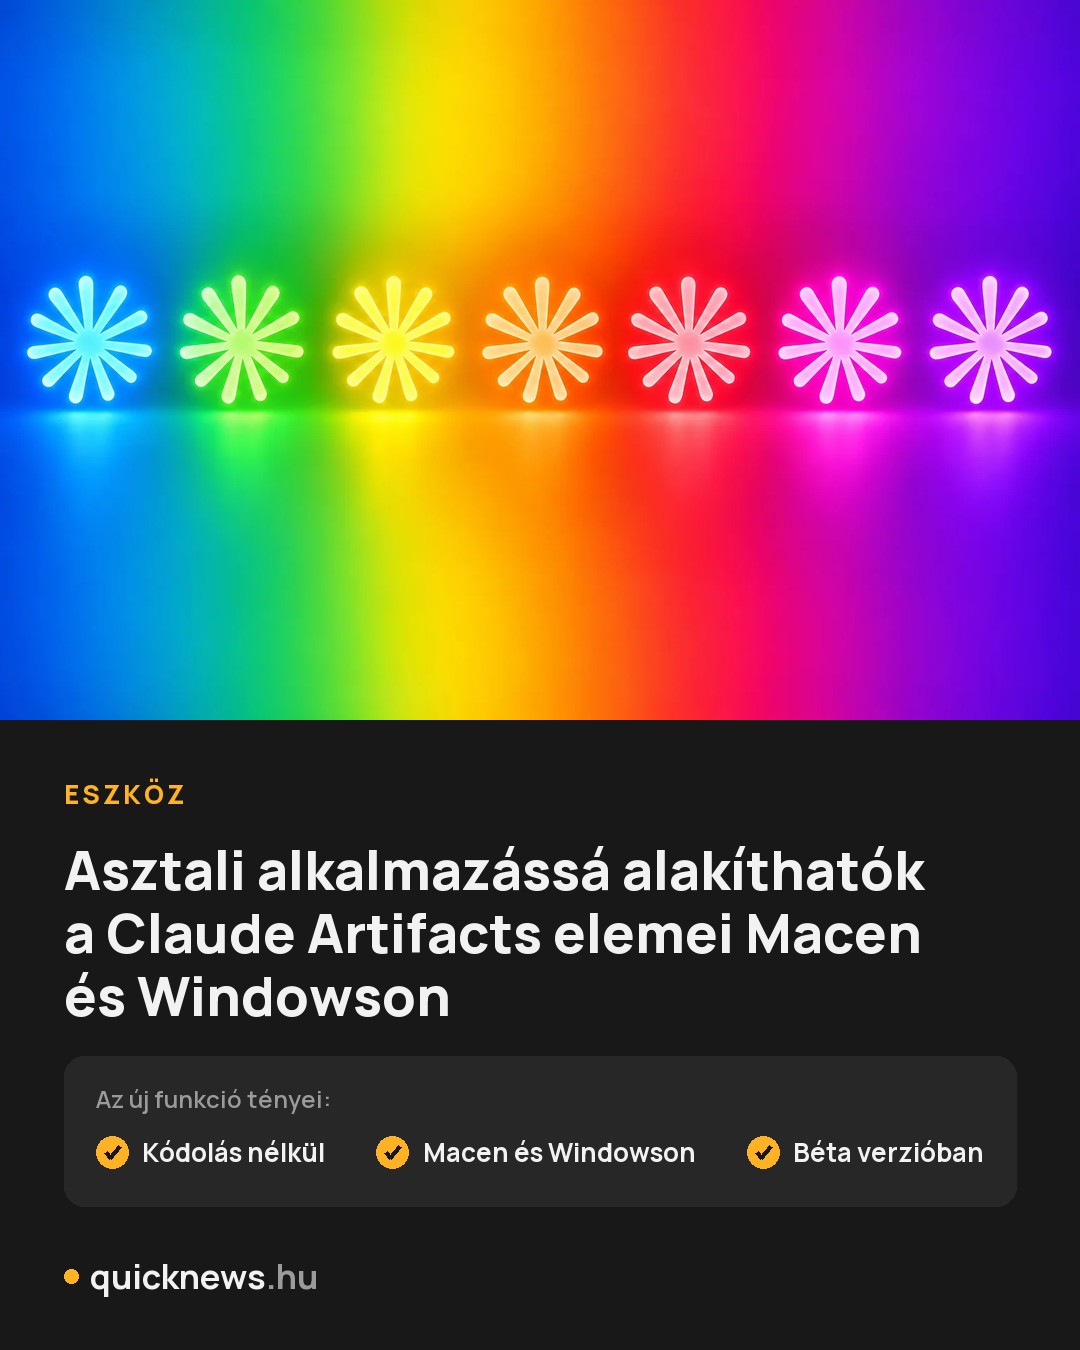 ESZKÖZ
Asztali alkalmazássá alakíthatók
a Claude Artifacts elemei Macen
és Windowson
Az új funkció tényei:
Kódolás nélkül
Macen és Windowson
Béta verzióban
quicknews.hu